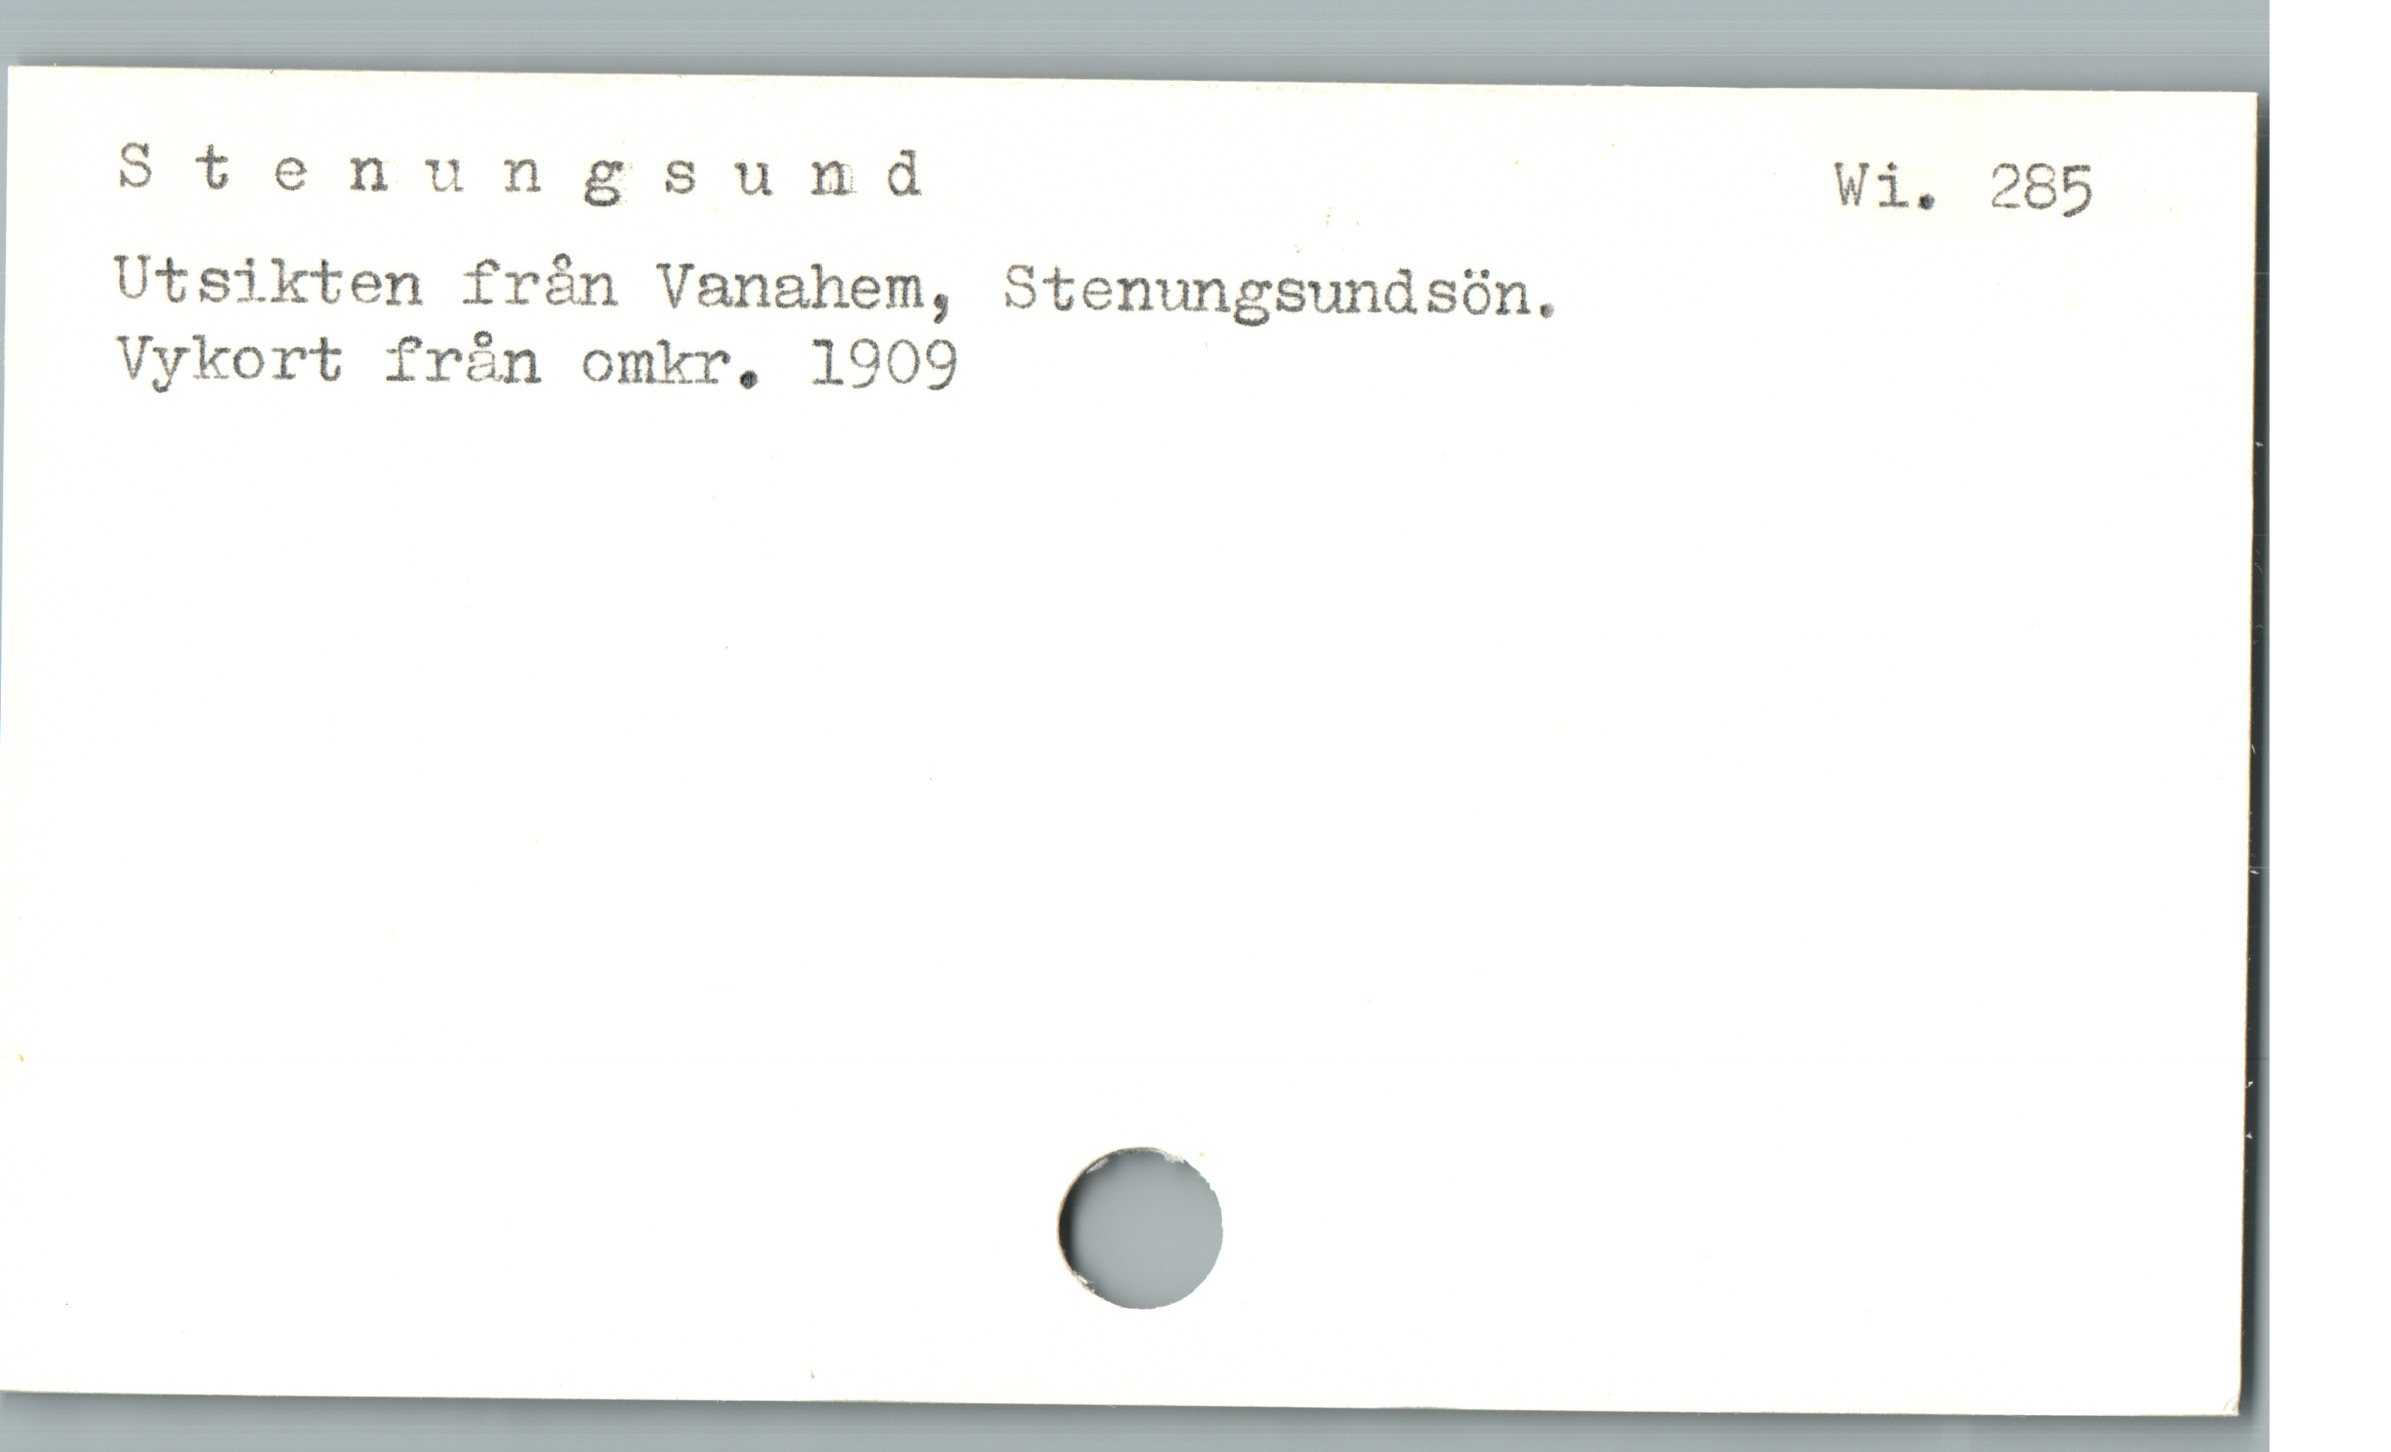 S t e n u n g s u n d Wi. 285
Utsikten från Vanahem, Stenungsundsön.
Vykort från omkr. 1909